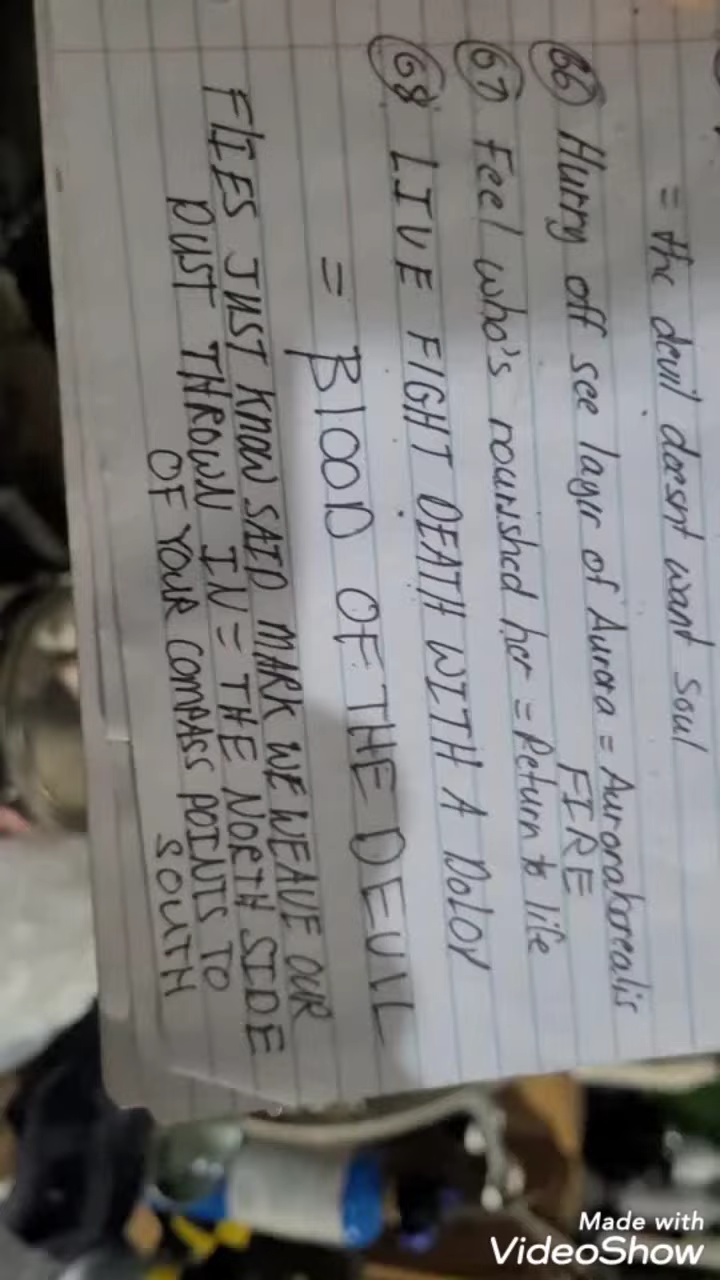 = the devil doesnt want soul
66 Hurry off see layer of Aurora = Auroraborealis
FIRE
67 Feel who's nourished her = Return to life
68 LIVE FIGHT DEATH WITH A DOLOR
= BLOOD OF THE DEVIL
FLIES JUST KNOW SAID MARK WE WEAVE OUR
DUST THROWN IN = THE NORTH SIDE
OF YOUR COMPASS POINTS TO
SOUTH
Made with
VideoShow